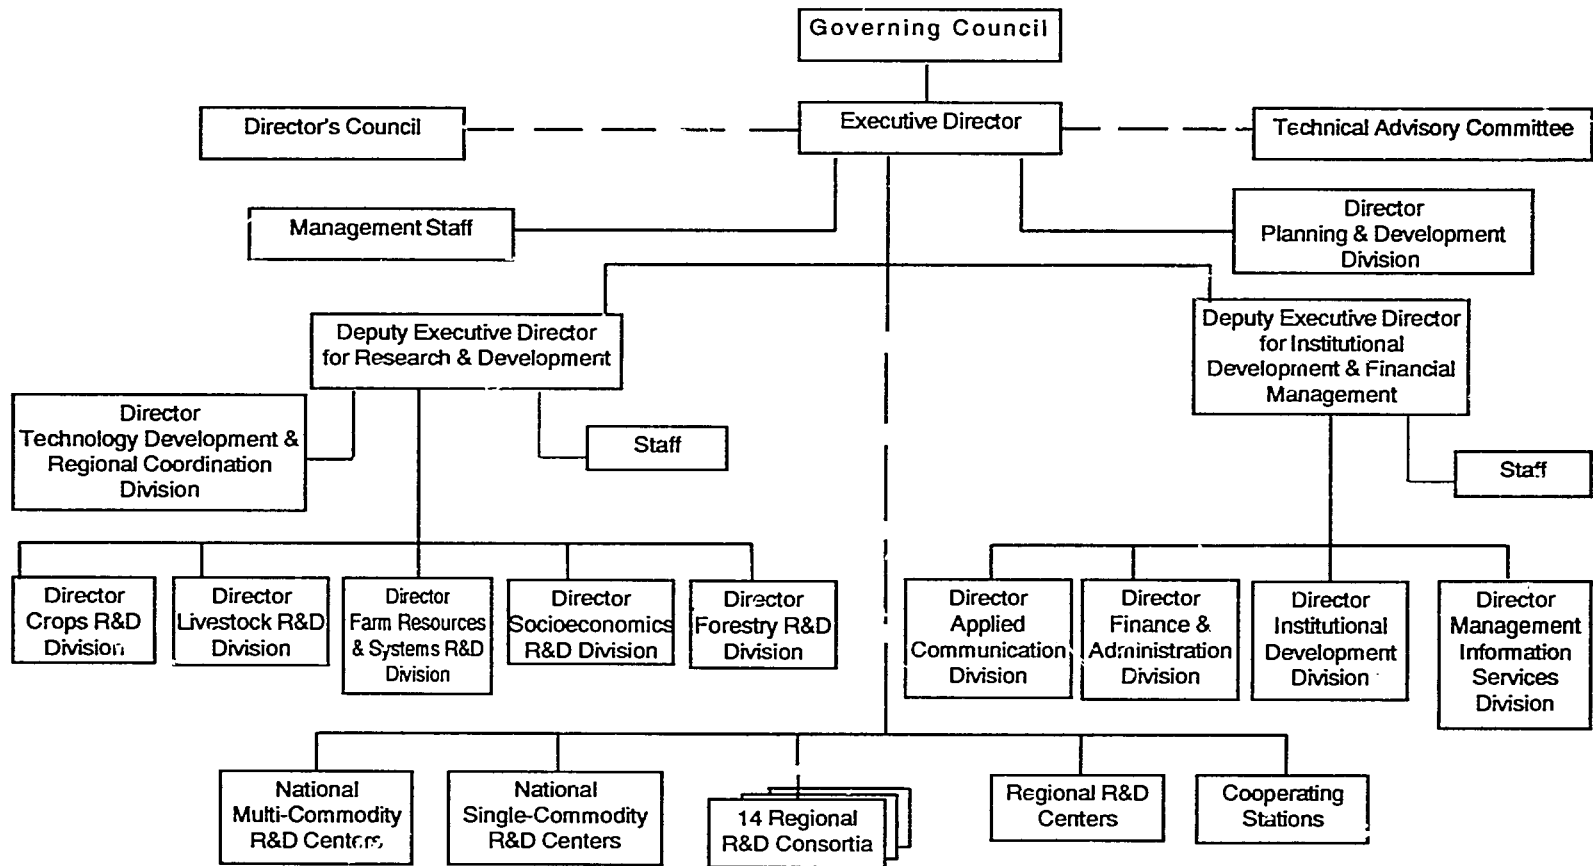 Governing Council
Director's Council
Executive Director
Technical Advisory Committee
Management Staff
Director
Planning & Development
Division
Deputy Executive Director
for Research & Development
Deputy Executive Director
for Institutional
Development & Financial
Management
Director
Technology Development &
Regional Coordination
Division
Staff
Staff
Director
Crops R&D
Division
Director
Livestock R&D
Division
Director
Farm Resources
& Systems R&D
Division
Director
Socioeconomics
R&D Division
Director
Forestry R&D
Division
Director
Applied
Communication
Division
Director
Finance &
Administration
Division
Director
Institutional
Development
Division
Director
Management
Information
Services
Division
National
Multi-Commodity
R&D Centers
National
Single-Commodity
R&D Centers
14 Regional
R&D Consortia
Regional R&D
Centers
Cooperating
Stations